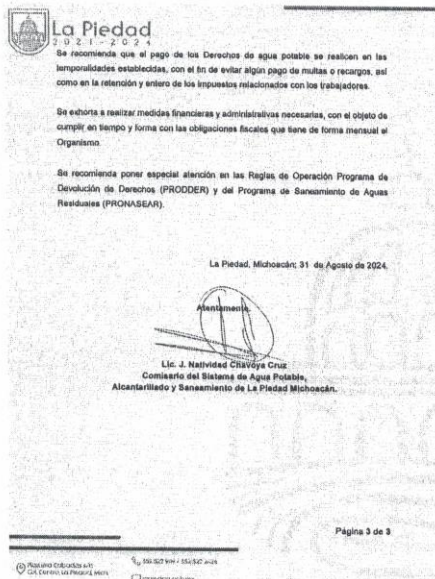 La Piedad
2021-2024
Se recomienda que el pago de los Derechos de agua potable se realicen en las
temporalidades establecidas, con el fin de evitar algún pago de multas o recargos, así
como en la retención y entero de los impuestos relacionados con los trabajadores.
Se exhorta a realizar medidas financieras y administrativas necesarias, con el objeto de
cumplir en tiempo y forma con las obligaciones fiscales que tiene de forma mensual el
Organismo.
Se recomienda poner especial atención en las Reglas de Operación Programa de
Devolución de Derechos (PRODDER) y del Programa de Saneamiento de Aguas
Residuales (PRONASEAR).
La Piedad, Michoacán; 31 de Agosto de 2024.
Atentamente.
Lic. J. Natividad Chavoya Cruz
Comisario del Sistema de Agua Potable,
Alcantarillado y Saneamiento de La Piedad Michoacán.
Página 3 de 3